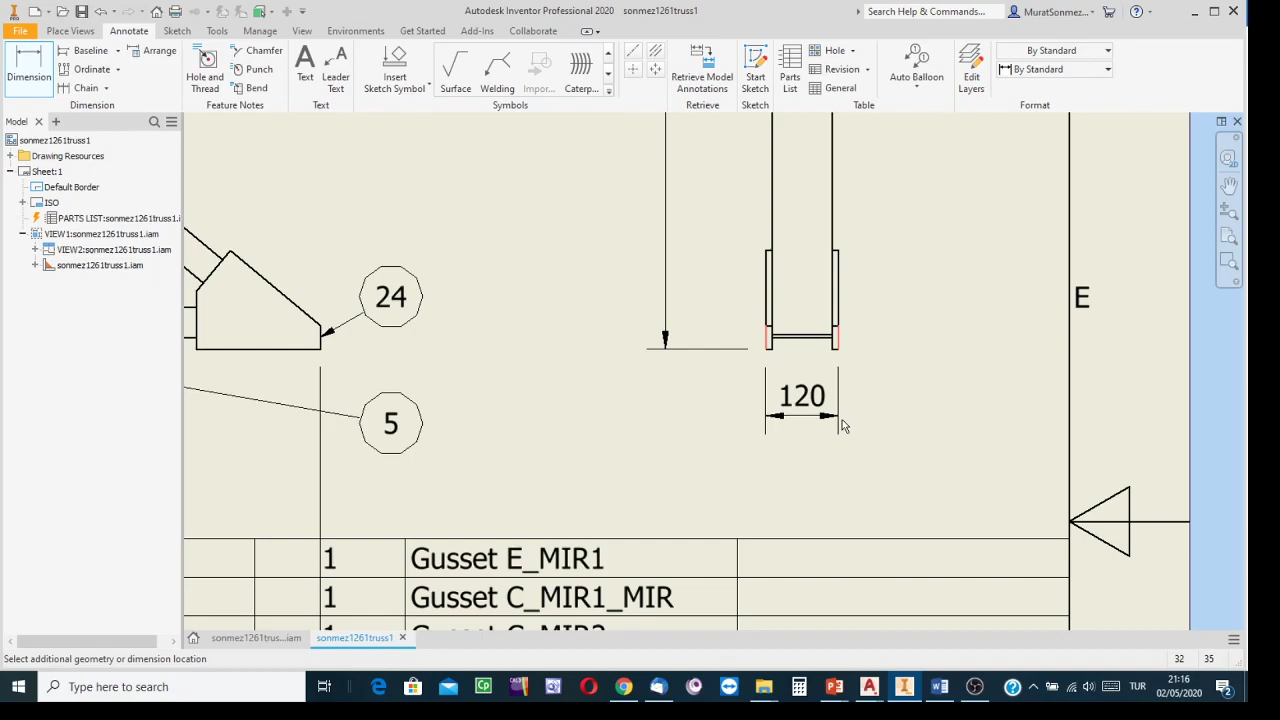 Autodesk Inventor Professional 2020 sonmez1261truss1
Search Help & Commands...
MuratSonmez...
File Place Views Annotate Sketch Tools Manage View Environments Get Started Add-Ins Collaborate
Dimension
Baseline
Ordinate
Chain
Arrange
Dimension
Hole and Thread
Chamfer
Punch
Bend
Feature Notes
Text
Leader Text
Text
Insert Sketch Symbol
Surface
Welding
Impor...
Caterp...
Symbols
Retrieve Model Annotations
Retrieve
Start Sketch
Sketch
Parts List
Hole
Revision
General
Table
Auto Balloon
Edit Layers
By Standard
By Standard
Format
Model
sonmez1261truss1
Drawing Resources
Sheet:1
Default Border
ISO
PARTS LIST:sonmez1261truss1.i
VIEW1:sonmez1261truss1.iam
VIEW2:sonmez1261truss1.iam
sonmez1261truss1.iam
24
5
120
E
1 Gusset E_MIR1
1 Gusset C_MIR1_MIR
sonmez1261trus...iam
sonmez1261truss1
Select additional geometry or dimension location
32 35
Type here to search
TUR
21:16
02/05/2020
2